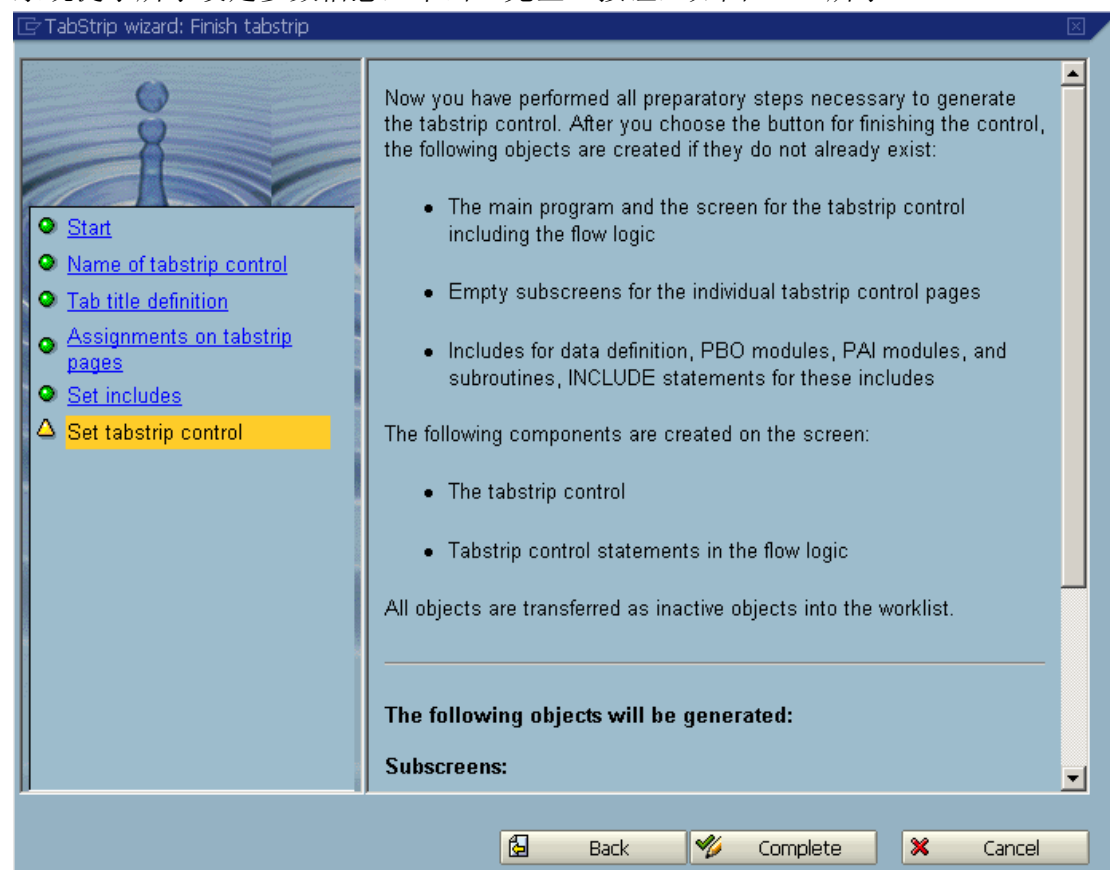 TabStrip wizard: Finish tabstrip
Start
Name of tabstrip control
Tab title definition
Assignments on tabstrip
pages
Set includes
Set tabstrip control
Now you have performed all preparatory steps necessary to generate
the tabstrip control. After you choose the button for finishing the control,
the following objects are created if they do not already exist:
• The main program and the screen for the tabstrip control
including the flow logic
• Empty subscreens for the individual tabstrip control pages
• Includes for data definition, PBO modules, PAI modules, and
subroutines, INCLUDE statements for these includes
The following components are created on the screen:
• The tabstrip control
• Tabstrip control statements in the flow logic
All objects are transferred as inactive objects into the worklist.
The following objects will be generated:
Subscreens:
Back
Complete
Cancel